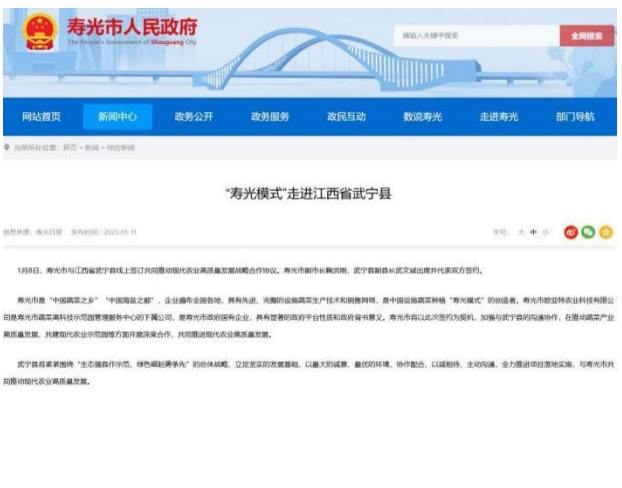 寿光市人民政府
The People's Government of Shouguang City
请输入关键字搜索
全网搜索
网站首页 新闻中心 政务公开 政务服务 政民互动 数说寿光 走进寿光 部门导航
当前所在位置：首页 > 新闻 > 综合新闻
“寿光模式”走进江西省武宁县
信息来源：寿光日报 发布时间：2023-01-11
字号： 大 中 小
1月8日，寿光市与江西省武宁县线上签订共同推动现代农业高质量发展战略合作协议。寿光市副市长鞠洪刚、武宁县副县长武文斌出席并代表双方签约。
寿光市是“中国蔬菜之乡”“中国海盐之都”，企业遍布全国各地，具有先进、完整的设施蔬菜生产技术和销售网络，是中国设施蔬菜种植“寿光模式”的创造者。寿光市欧亚特农业科技有限公
司是寿光市蔬菜高科技示范园管理服务中心的下属公司，是寿光市政府国有企业，具有显著的政府平台性质和政府背书意义。寿光市将以此次签约为契机，加强与武宁县的沟通协作，在推动蔬菜产业
高质量发展、共建现代农业示范园等方面开展深度合作，共同推进现代农业高质量发展。
武宁县将紧紧围绕“生态强县作示范、绿色崛起勇争先”的总体战略，立足坚实的发展基础，以最大的诚意、最优的环境，协作配合、以诚相待、主动沟通，全力推进项目落地实施，与寿光市共
同推动现代农业高质量发展。